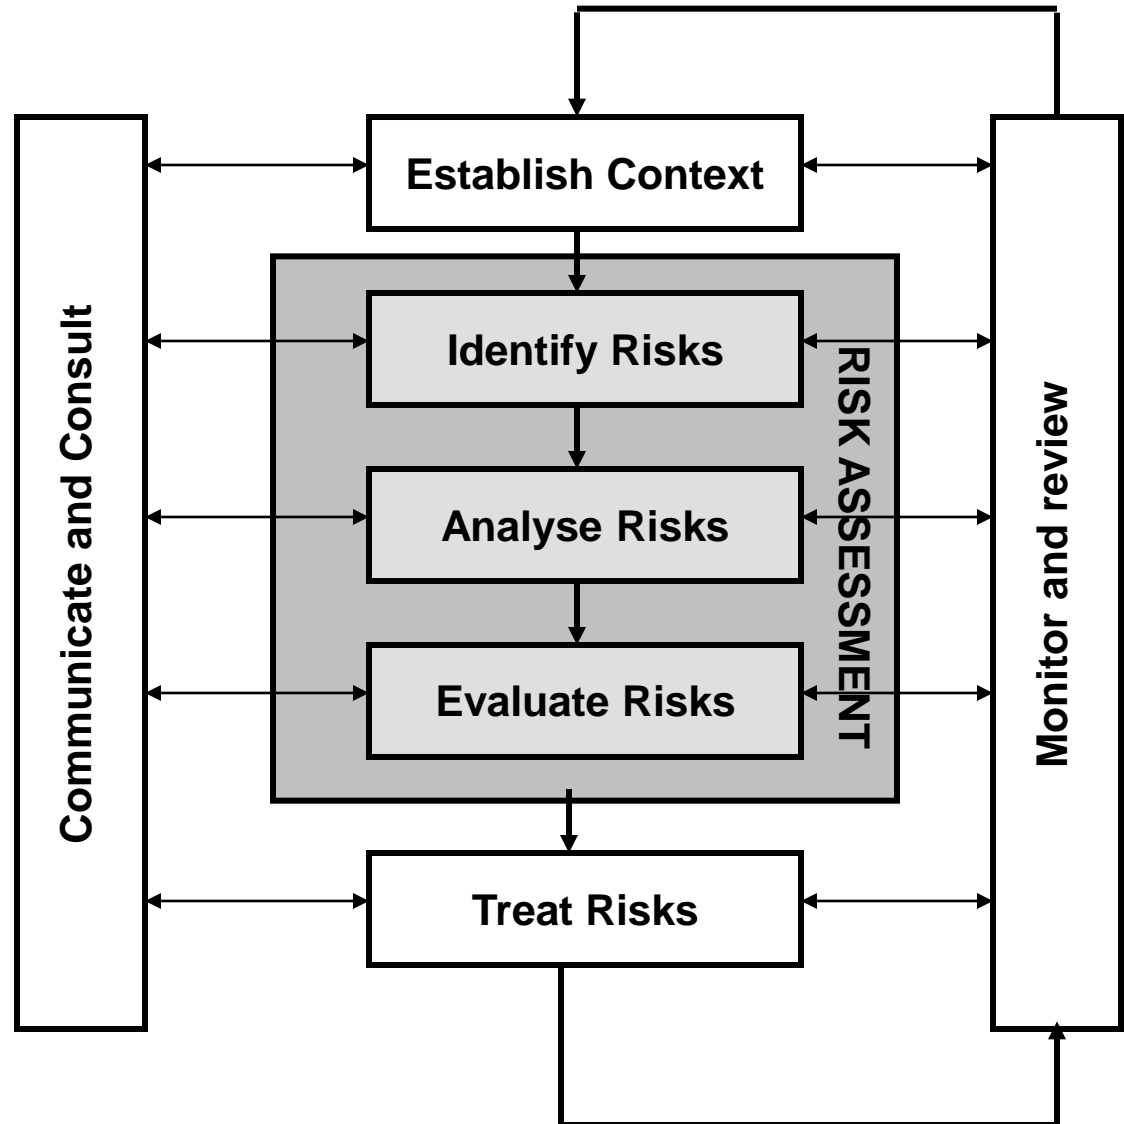 Establish Context
Communicate and Consult
Identify Risks
RISK ASSESSMENT
Analyse Risks
Monitor and review
Evaluate Risks
Treat Risks